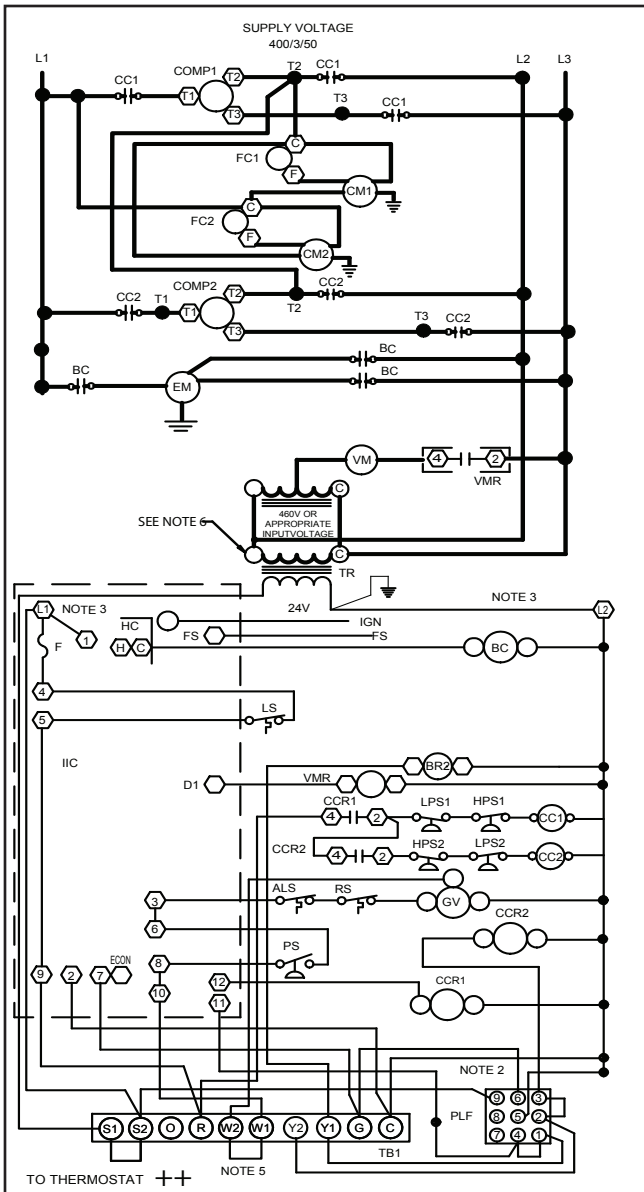 SUPPLY VOLTAGE
400/3/50
L1
L2
L3
CC1
COMP1
T2
T2
CC1
T1
T3
T3
CC1
C
FC1
F
CM1
C
FC2
F
CM2
CC2
T1
COMP2
T2
T2
CC2
T1
T3
T3
CC2
BC
BC
BC
EM
VM
4
2
VMR
C
SEE NOTE 6
460V OR
APPROPRIATE
INPUTVOLTAGE
C
TR
24V
L1
NOTE 3
NOTE 3
L2
HC
IGN
F
1
FS
FS
H
C
BC
4
LS
5
IIC
BR2
D1
VMR
CCR1
LPS1
HPS1
4
2
CC1
CCR2
HPS2
LPS2
4
2
CC2
3
ALS
RS
GV
6
CCR2
PS
9
2
7
ECON
8
12
CCR1
10
11
NOTE 2
PLF
9
6
3
8
5
2
7
4
1
S1
S2
O
R
W2
W1
Y2
Y1
G
C
TB1
TO THERMOSTAT ++
NOTE 5